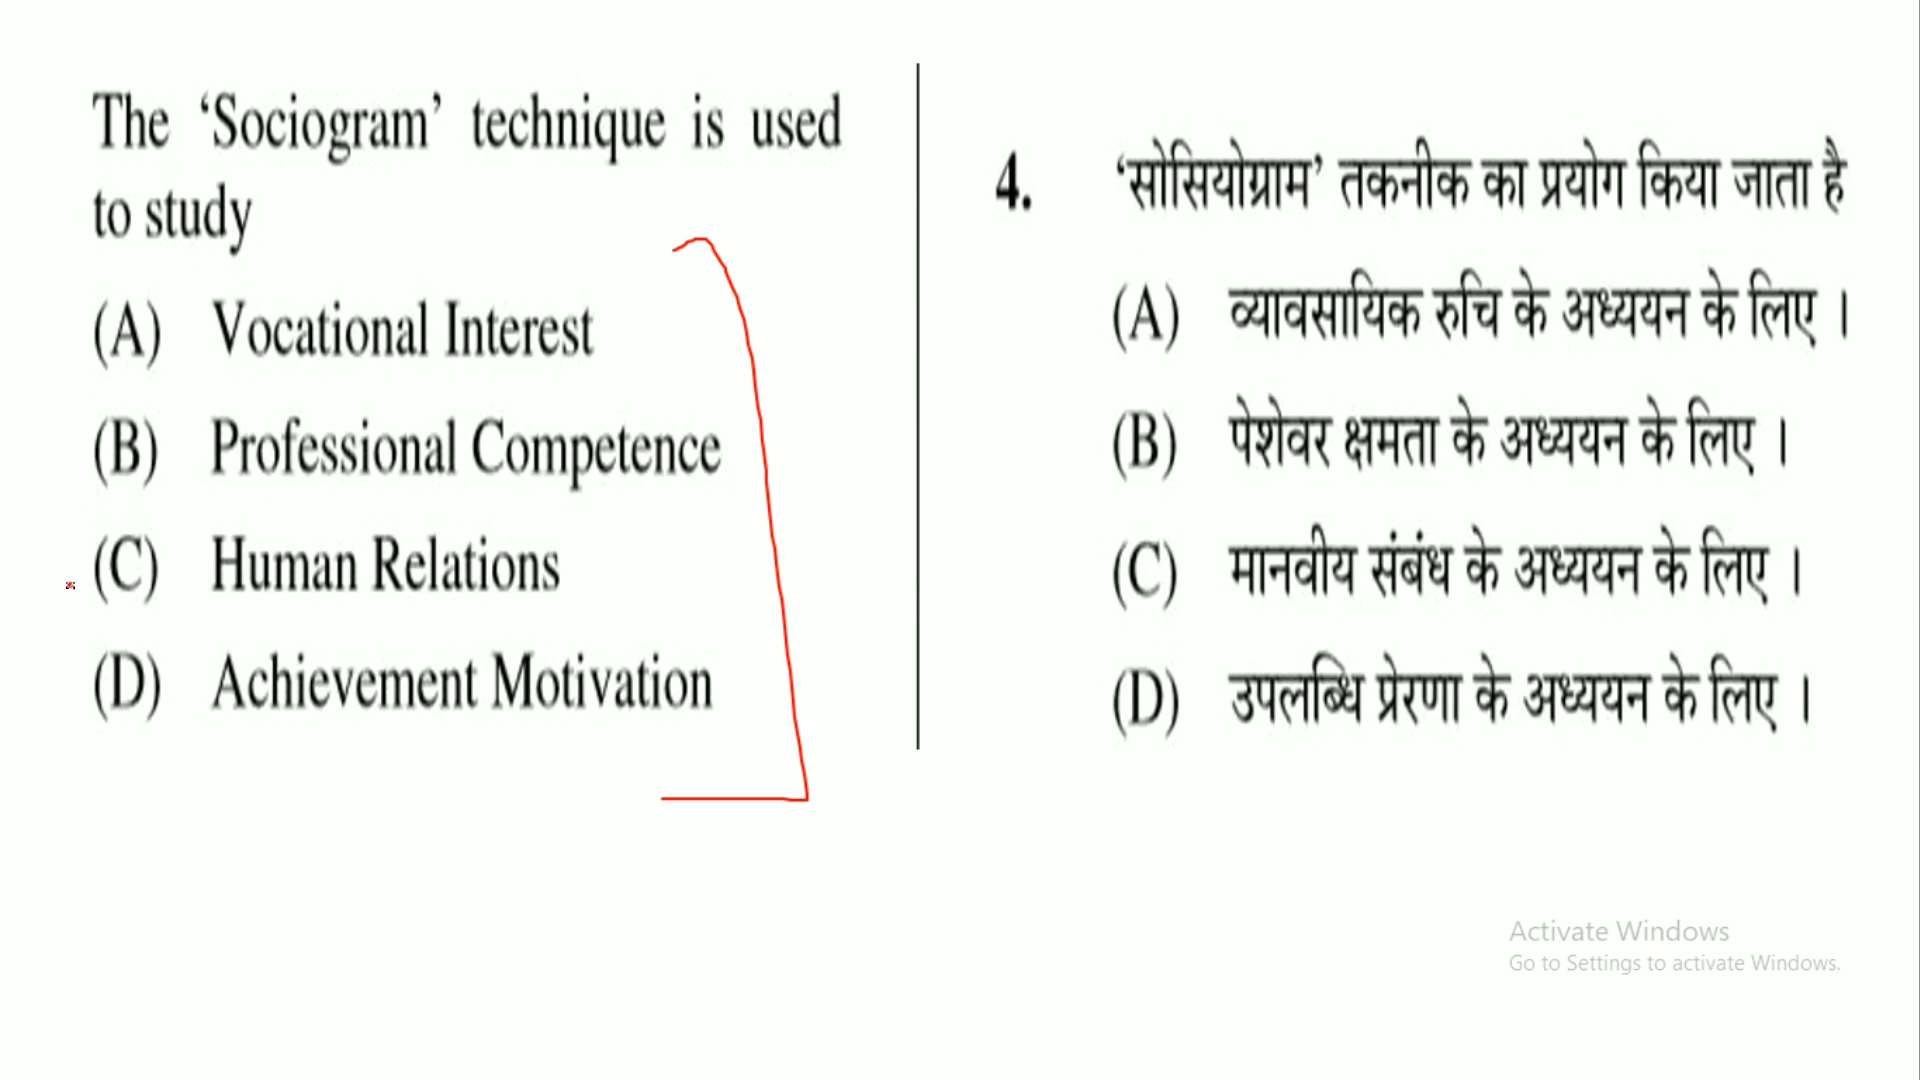 The ‘Sociogram’ technique is used
to study
(A) Vocational Interest
(B) Professional Competence
(C) Human Relations
(D) Achievement Motivation
4. ‘सोसियोग्राम’ तकनीक का प्रयोग किया जाता है
(A) व्यावसायिक रुचि के अध्ययन के लिए ।
(B) पेशेवर क्षमता के अध्ययन के लिए ।
(C) मानवीय संबंध के अध्ययन के लिए ।
(D) उपलब्धि प्रेरणा के अध्ययन के लिए ।
Activate Windows
Go to Settings to activate Windows.